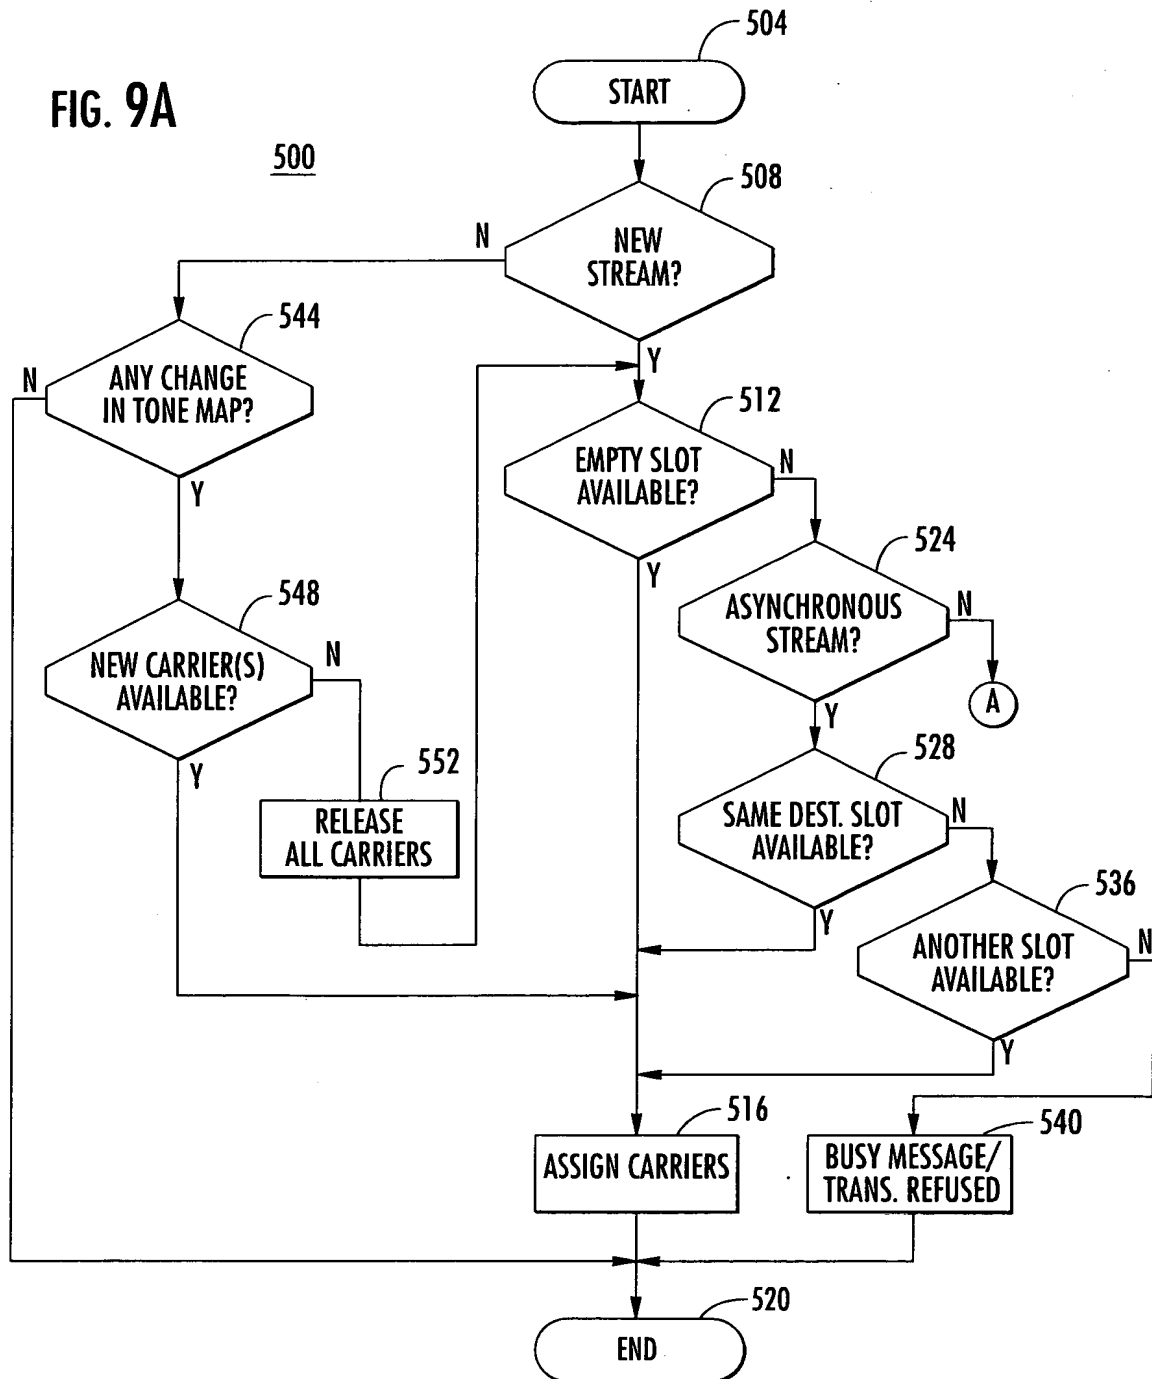 FIG. 9A
500
504
START
508
NEW
STREAM?
N
Y
544
ANY CHANGE
IN TONE MAP?
N
Y
512
EMPTY SLOT
AVAILABLE?
N
Y
524
ASYNCHRONOUS
STREAM?
N
Y
A
548
NEW CARRIER(S)
AVAILABLE?
N
Y
552
RELEASE
ALL CARRIERS
528
SAME DEST. SLOT
AVAILABLE?
N
Y
536
ANOTHER SLOT
AVAILABLE?
N
Y
516
ASSIGN CARRIERS
540
BUSY MESSAGE/
TRANS. REFUSED
520
END